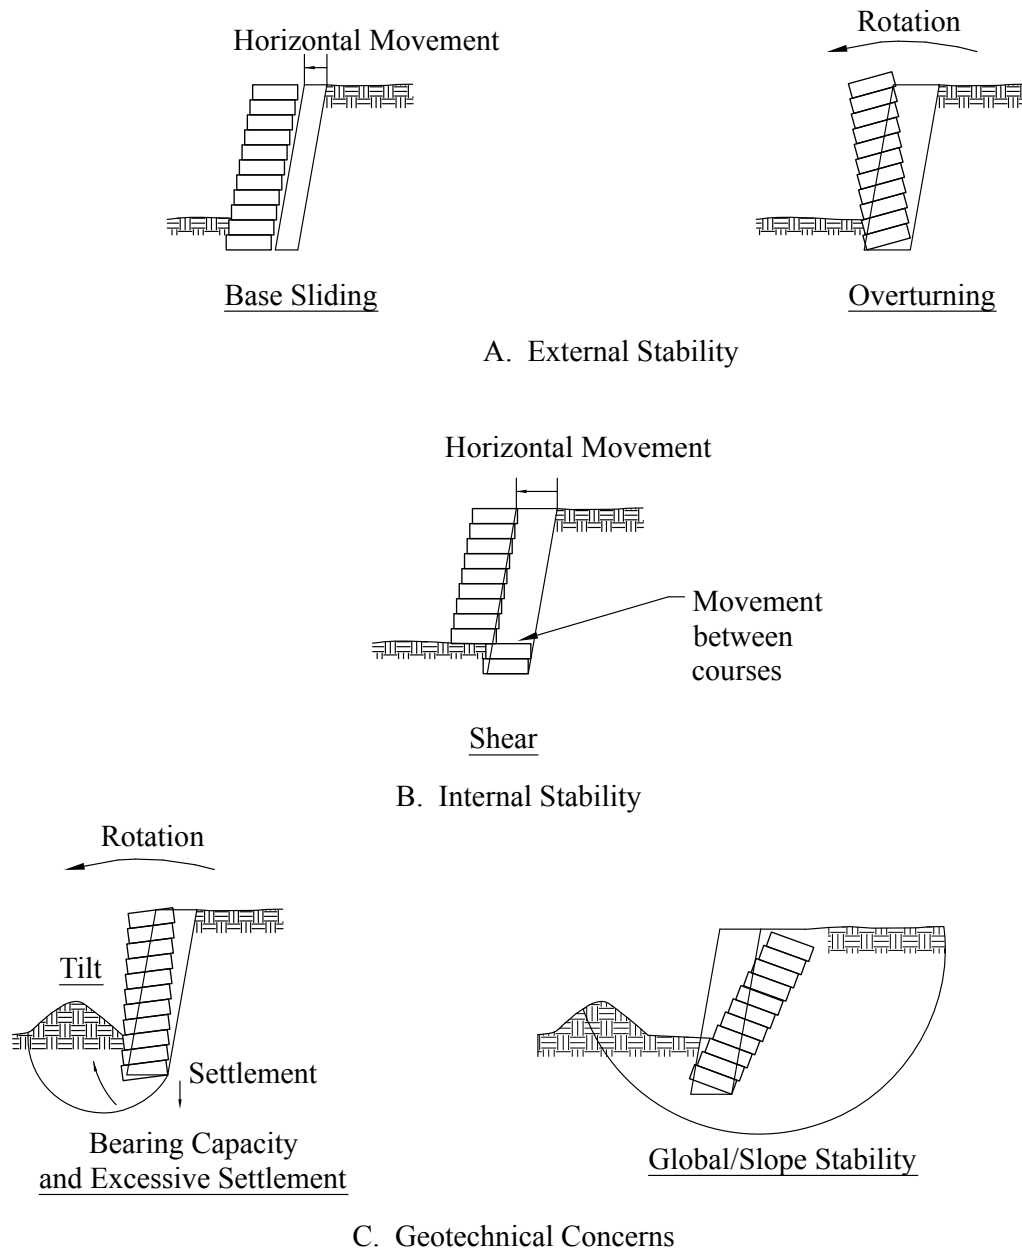 Horizontal Movement
Rotation
Base Sliding
Overturning
A. External Stability
Horizontal Movement
Movement
between
courses
Shear
B. Internal Stability
Rotation
Tilt
Settlement
Bearing Capacity
and Excessive Settlement
Global/Slope Stability
C. Geotechnical Concerns